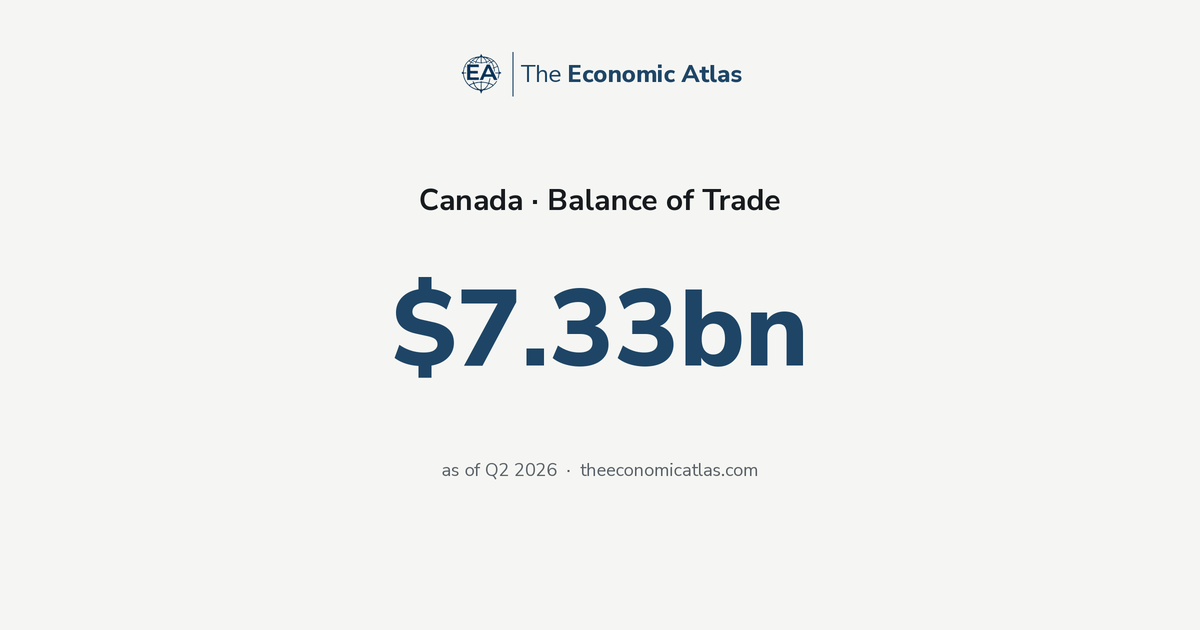 EA The Economic Atlas
Canada · Balance of Trade
$7.33bn
as of Q2 2026 · theeconomicatlas.com